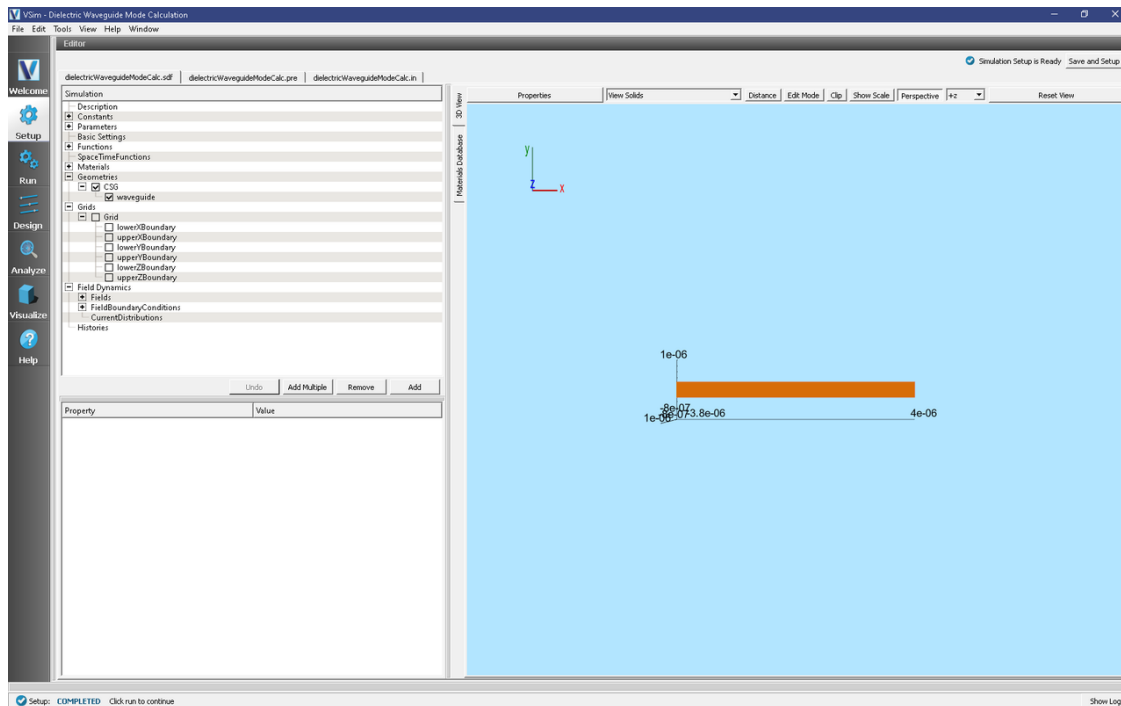 VSim - Dielectric Waveguide Mode Calculation
File Edit Tools View Help Window
Editor
Simulation Setup is Ready Save and Setup
dielectricWaveguideModeCalc.sdf dielectricWaveguideModeCalc.pre dielectricWaveguideModeCalc.in
Welcome
Setup
Run
Design
Analyze
Visualize
Help
Simulation
Description
Constants
Parameters
Basic Settings
Functions
SpaceTimeFunctions
Materials
Geometries
CSG
waveguide
Grids
Grid
lowerXBoundary
upperXBoundary
lowerYBoundary
upperYBoundary
lowerZBoundary
upperZBoundary
Field Dynamics
Fields
FieldBoundaryConditions
CurrentDistributions
Histories
Undo Add Multiple Remove Add
Property Value
3D View
Materials Database
Properties View Solids Distance Edit Mode Clip Show Scale Perspective +z Reset View
y
z x
1e-06
-8e-07
-3.8e-06 4e-06
Setup: COMPLETED Click run to continue Show Log